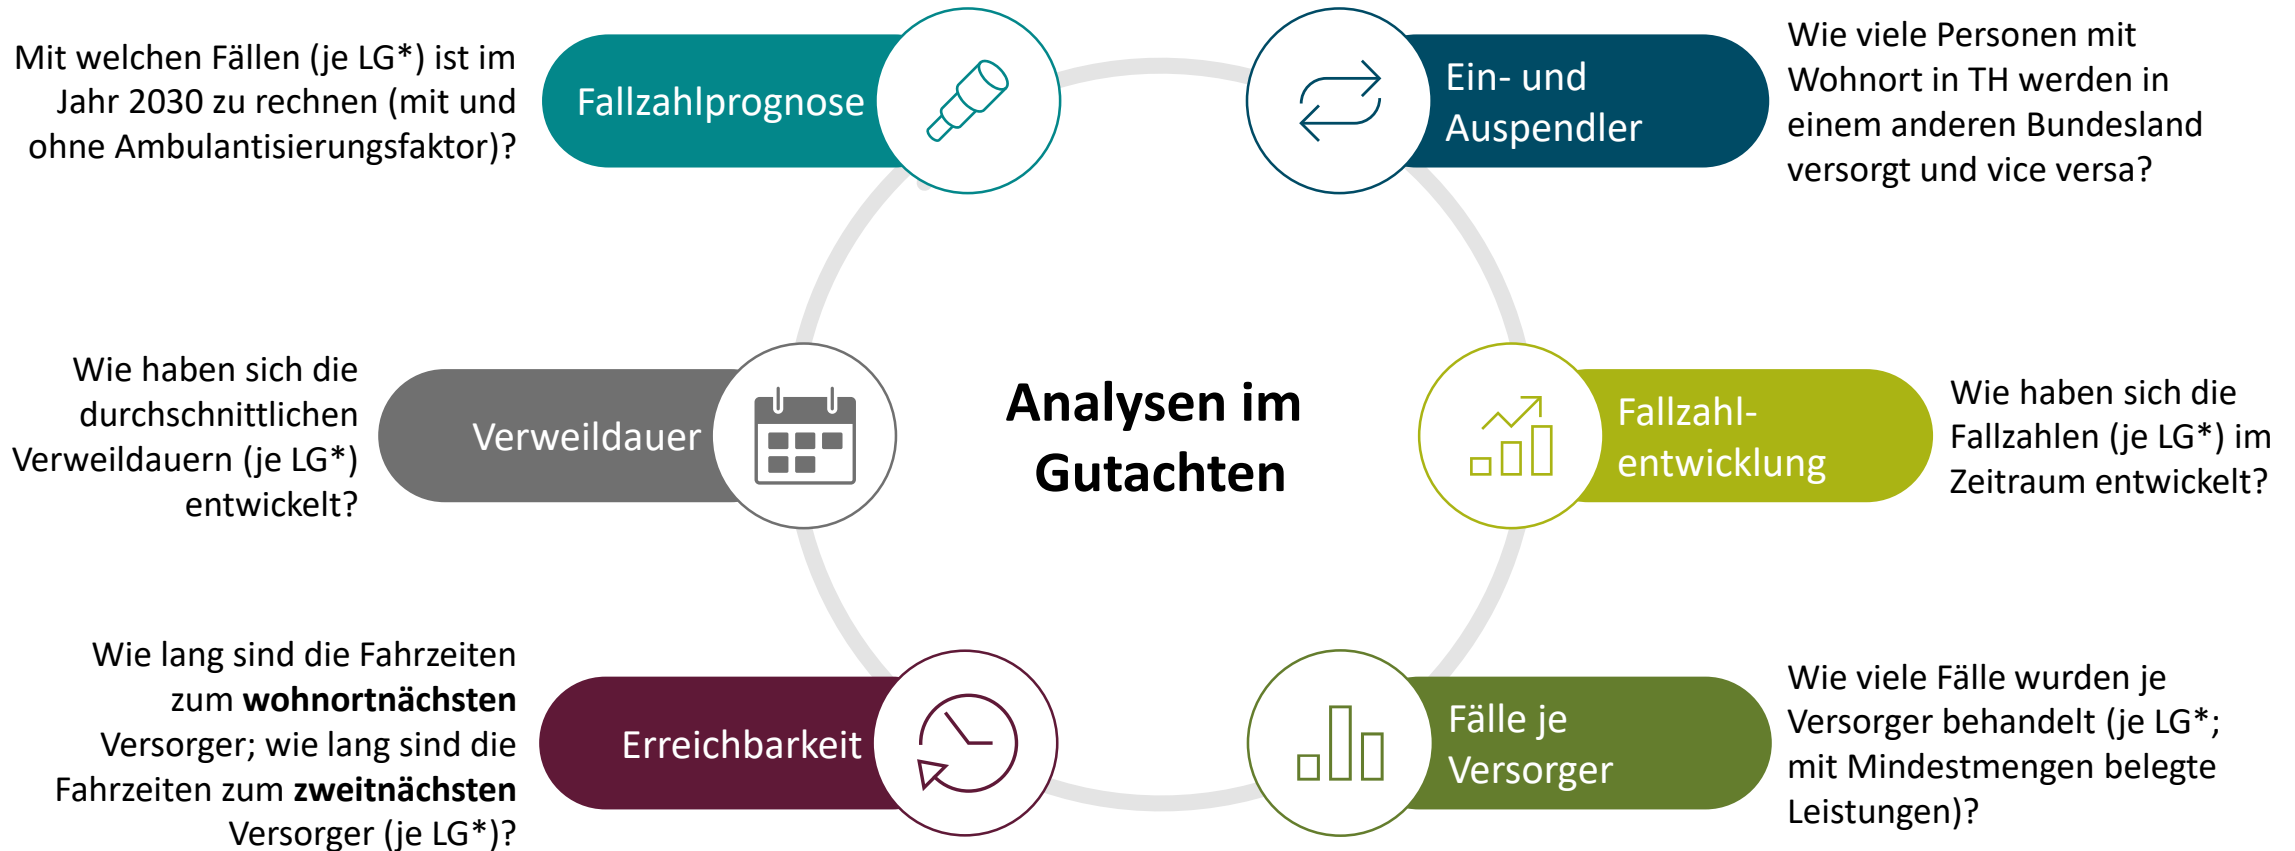 Mit welchen Fällen (je LG*) ist im
Jahr 2030 zu rechnen (mit und
ohne Ambulantisierungsfaktor)?
Fallzahlprognose
Ein- und
Auspendler
Wie viele Personen mit
Wohnort in TH werden in
einem anderen Bundesland
versorgt und vice versa?
Wie haben sich die
durchschnittlichen
Verweildauern (je LG*)
entwickelt?
Verweildauer
Analysen im
Gutachten
Fallzahl-
entwicklung
Wie haben sich die
Fallzahlen (je LG*) im
Zeitraum entwickelt?
Wie lang sind die Fahrzeiten
zum wohnortnächsten
Versorger; wie lang sind die
Fahrzeiten zum zweitnächsten
Versorger (je LG*)?
Erreichbarkeit
Fälle je
Versorger
Wie viele Fälle wurden je
Versorger behandelt (je LG*;
mit Mindestmengen belegte
Leistungen)?